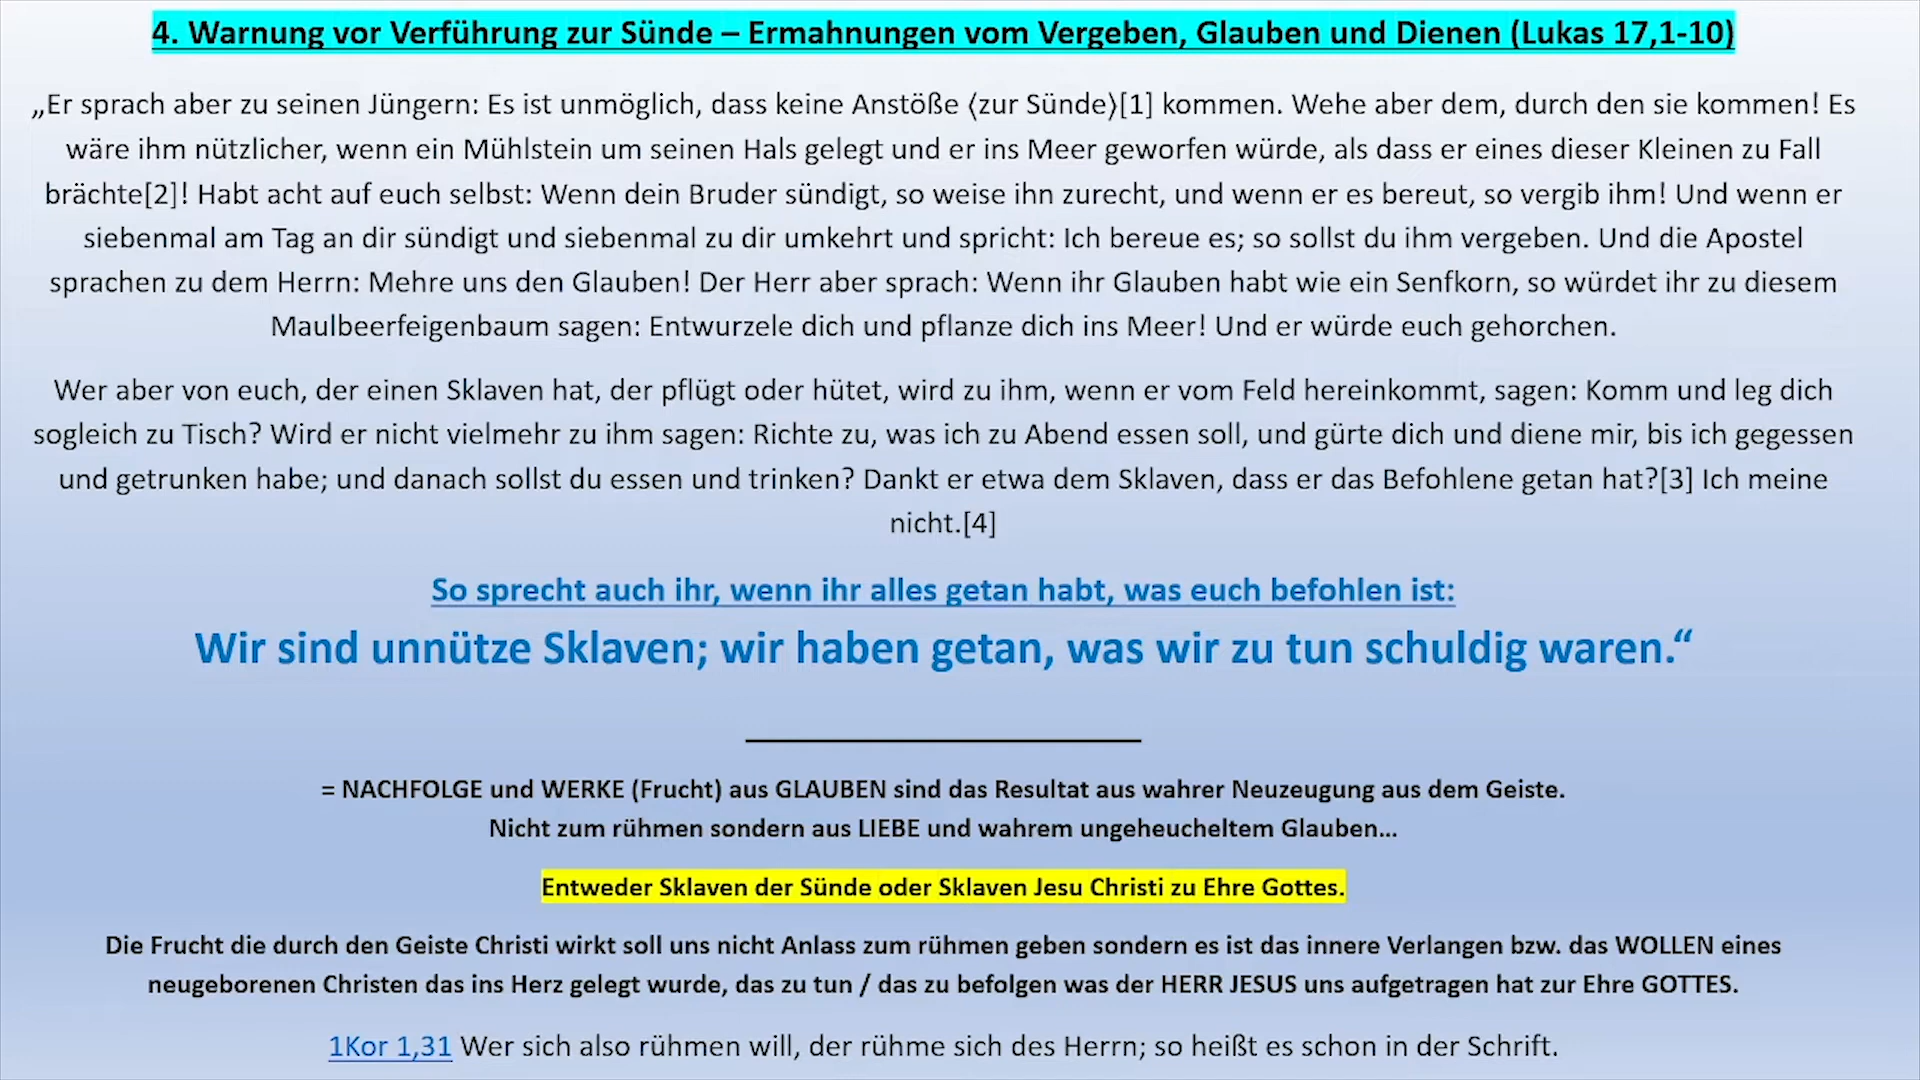 4. Warnung vor Verführung zur Sünde – Ermahnungen vom Vergeben, Glauben und Dienen (Lukas 17,1-10)
„Er sprach aber zu seinen Jüngern: Es ist unmöglich, dass keine Anstöße ⟨zur Sünde⟩[1] kommen. Wehe aber dem, durch den sie kommen! Es
wäre ihm nützlicher, wenn ein Mühlstein um seinen Hals gelegt und er ins Meer geworfen würde, als dass er eines dieser Kleinen zu Fall
brächte[2]! Habt acht auf euch selbst: Wenn dein Bruder sündigt, so weise ihn zurecht, und wenn er es bereut, so vergib ihm! Und wenn er
siebenmal am Tag an dir sündigt und siebenmal zu dir umkehrt und spricht: Ich bereue es; so sollst du ihm vergeben. Und die Apostel
sprachen zu dem Herrn: Mehre uns den Glauben! Der Herr aber sprach: Wenn ihr Glauben habt wie ein Senfkorn, so würdet ihr zu diesem
Maulbeerfeigenbaum sagen: Entwurzele dich und pflanze dich ins Meer! Und er würde euch gehorchen.
Wer aber von euch, der einen Sklaven hat, der pflügt oder hütet, wird zu ihm, wenn er vom Feld hereinkommt, sagen: Komm und leg dich
sogleich zu Tisch? Wird er nicht vielmehr zu ihm sagen: Richte zu, was ich zu Abend essen soll, und gürte dich und diene mir, bis ich gegessen
und getrunken habe; und danach sollst du essen und trinken? Dankt er etwa dem Sklaven, dass er das Befohlene getan hat?[3] Ich meine
nicht.[4]
So sprecht auch ihr, wenn ihr alles getan habt, was euch befohlen ist:
Wir sind unnütze Sklaven; wir haben getan, was wir zu tun schuldig waren.“
= NACHFOLGE und WERKE (Frucht) aus GLAUBEN sind das Resultat aus wahrer Neuzeugung aus dem Geiste.
Nicht zum rühmen sondern aus LIEBE und wahrem ungeheucheltem Glauben...
Entweder Sklaven der Sünde oder Sklaven Jesu Christi zu Ehre Gottes.
Die Frucht die durch den Geiste Christi wirkt soll uns nicht Anlass zum rühmen geben sondern es ist das innere Verlangen bzw. das WOLLEN eines
neugeborenen Christen das ins Herz gelegt wurde, das zu tun / das zu befolgen was der HERR JESUS uns aufgetragen hat zur Ehre GOTTES.
1Kor 1,31 Wer sich also rühmen will, der rühme sich des Herrn; so heißt es schon in der Schrift.